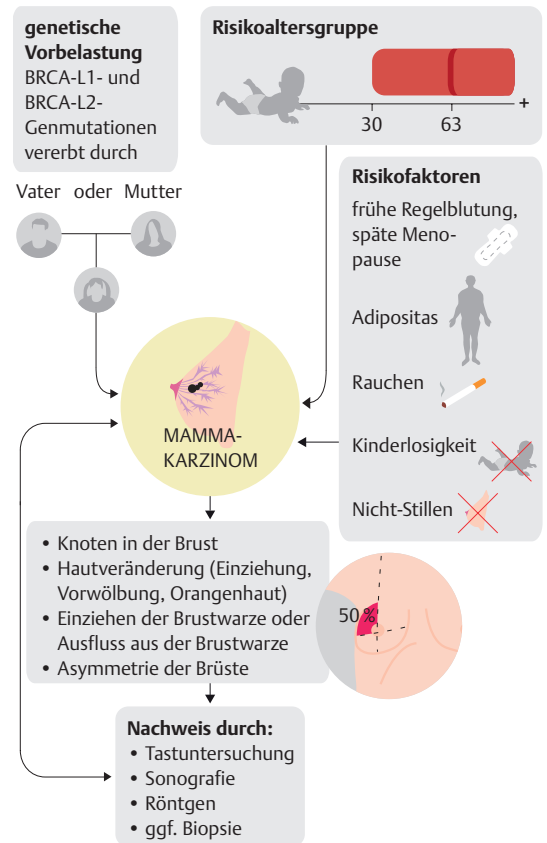 genetische
Vorbelastung
BRCA-L1- und
BRCA-L2-
Genmutationen
vererbt durch
Vater oder Mutter
Risikoaltersgruppe
30 63 +
Risikofaktoren
frühe Regelblutung,
späte Meno-
pause
Adipositas
Rauchen
Kinderlosigkeit
Nicht-Stillen
MAMMA-
KARZINOM
• Knoten in der Brust
• Hautveränderung (Einziehung,
Vorwölbung, Orangenhaut)
• Einziehen der Brustwarze oder
Ausfluss aus der Brustwarze
• Asymmetrie der Brüste
50 %
Nachweis durch:
• Tastuntersuchung
• Sonografie
• Röntgen
• ggf. Biopsie